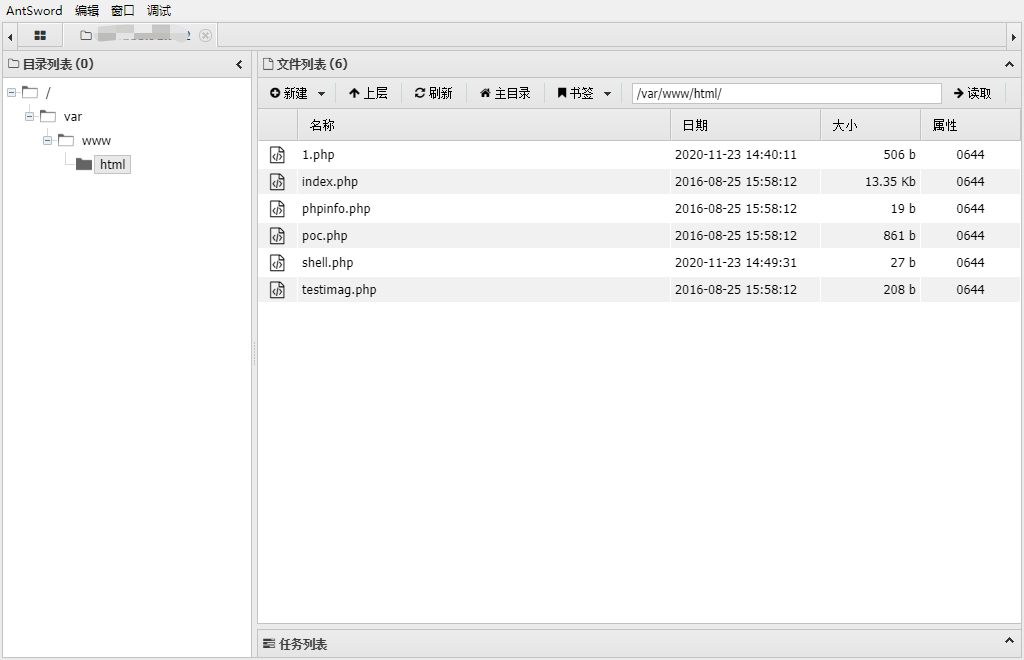 AntSword 编辑 窗口 调试
目录列表 (0)
文件列表 (6)
新建 上层 刷新 主目录 书签 /var/www/html/ 读取
/
var
www
html
名称 日期 大小 属性
1.php 2020-11-23 14:40:11 506 b 0644
index.php 2016-08-25 15:58:12 13.35 Kb 0644
phpinfo.php 2016-08-25 15:58:12 19 b 0644
poc.php 2016-08-25 15:58:12 861 b 0644
shell.php 2020-11-23 14:49:31 27 b 0644
testimag.php 2016-08-25 15:58:12 208 b 0644
任务列表